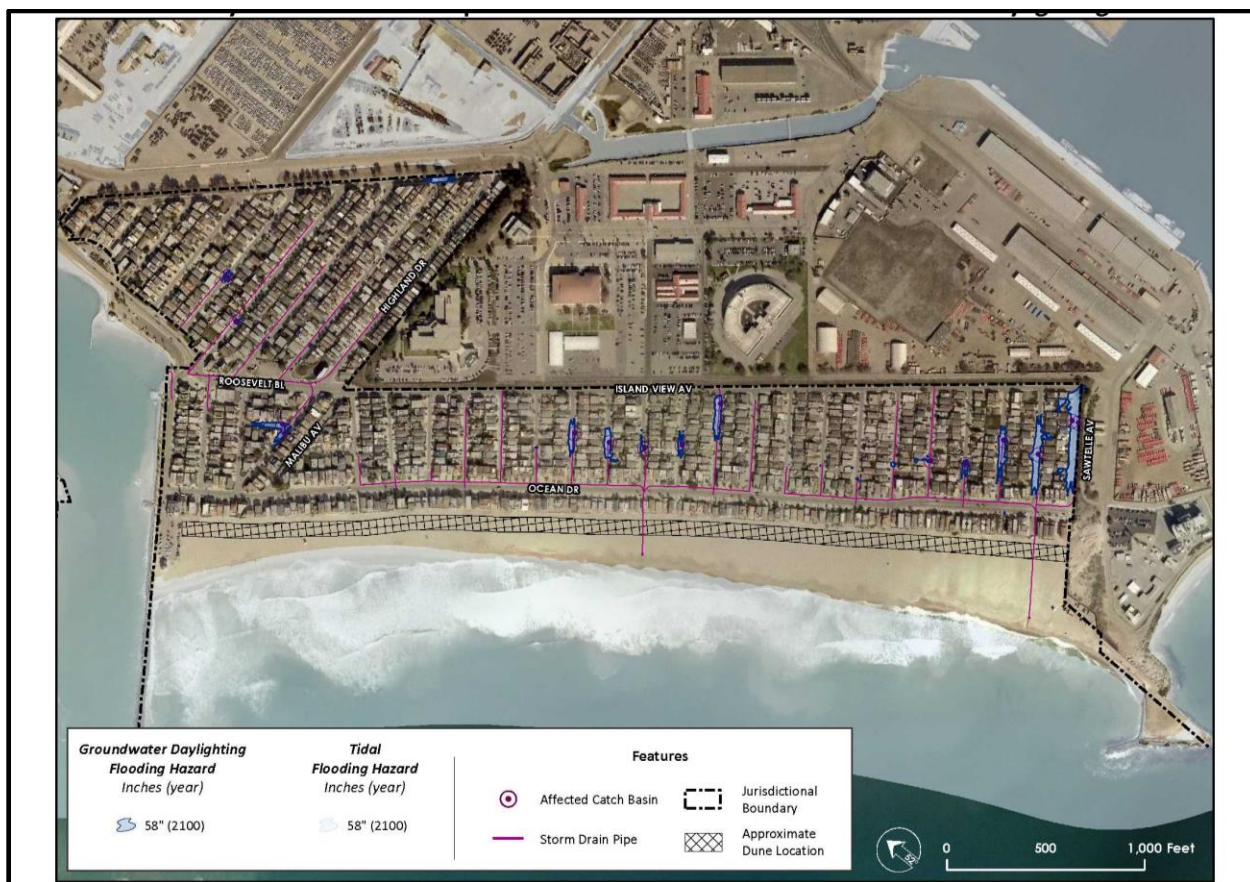 HIGHLAND DR
ROOSEVELT BL
ISLAND VIEW AV
MALIBU AV
SAWTELLE AV
OCEAN DR
Groundwater Daylighting
Flooding Hazard
Inches (year)
58" (2100)
Tidal
Flooding Hazard
Inches (year)
58" (2100)
Features
Affected Catch Basin
Storm Drain Pipe
Jurisdictional
Boundary
Approximate
Dune Location
52°
0 500 1,000 Feet